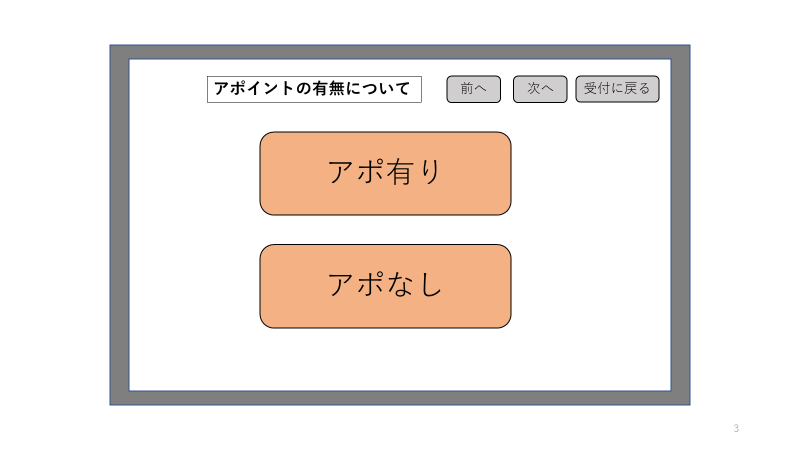 アポイントの有無について
前へ
次へ
受付に戻る
アポ有り
アポなし
3